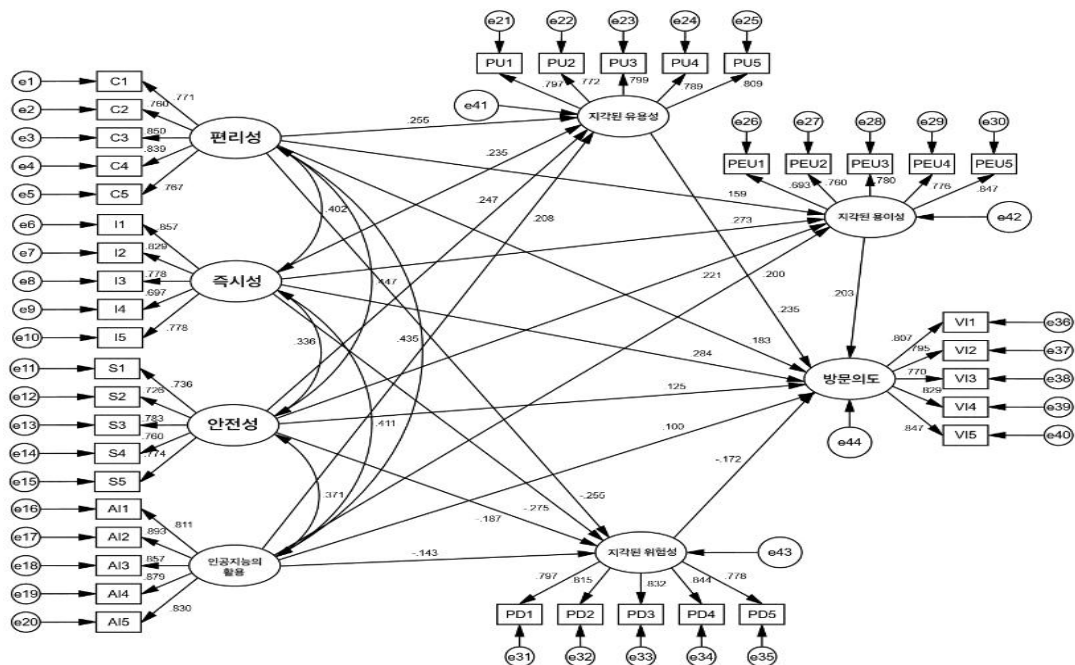 e21 e22 e23 e24 e25
PU1 PU2 PU3 PU4 PU5
.797 .772 .799 .789 .809
e41 지각된 유용성
e26 e27 e28 e29 e30
PEU1 PEU2 PEU3 PEU4 PEU5
.693 .760 .780 .776 .847
지각된 용이성 e42
e1 C1 .771
e2 C2 .760
e3 C3 .850
e4 C4 .839
e5 C5 .767
편리성
e6 I1 .857
e7 I2 .829
e8 I3 .778
e9 I4 .697
e10 I5 .778
즉시성
e11 S1 .736
e12 S2 .726
e13 S3 .783
e14 S4 .760
e15 S5 .774
안전성
e16 AI1 .811
e17 AI2 .893
e18 AI3 .857
e19 AI4 .879
e20 AI5 .830
인공지능의
활용
.255
.235
.247
.208
159
.273
.221
.200
.402
.447
.435
.336
.411
.371
.235
.203
183
.284
125
.100
-.172
-.255
-.275
-.187
-.143
방문의도
e44
.807 VI1 e36
.795 VI2 e37
.770 VI3 e38
.829 VI4 e39
.847 VI5 e40
지각된 위험성 e43
.797 .815 .832 .844 .778
PD1 PD2 PD3 PD4 PD5
e31 e32 e33 e34 e35